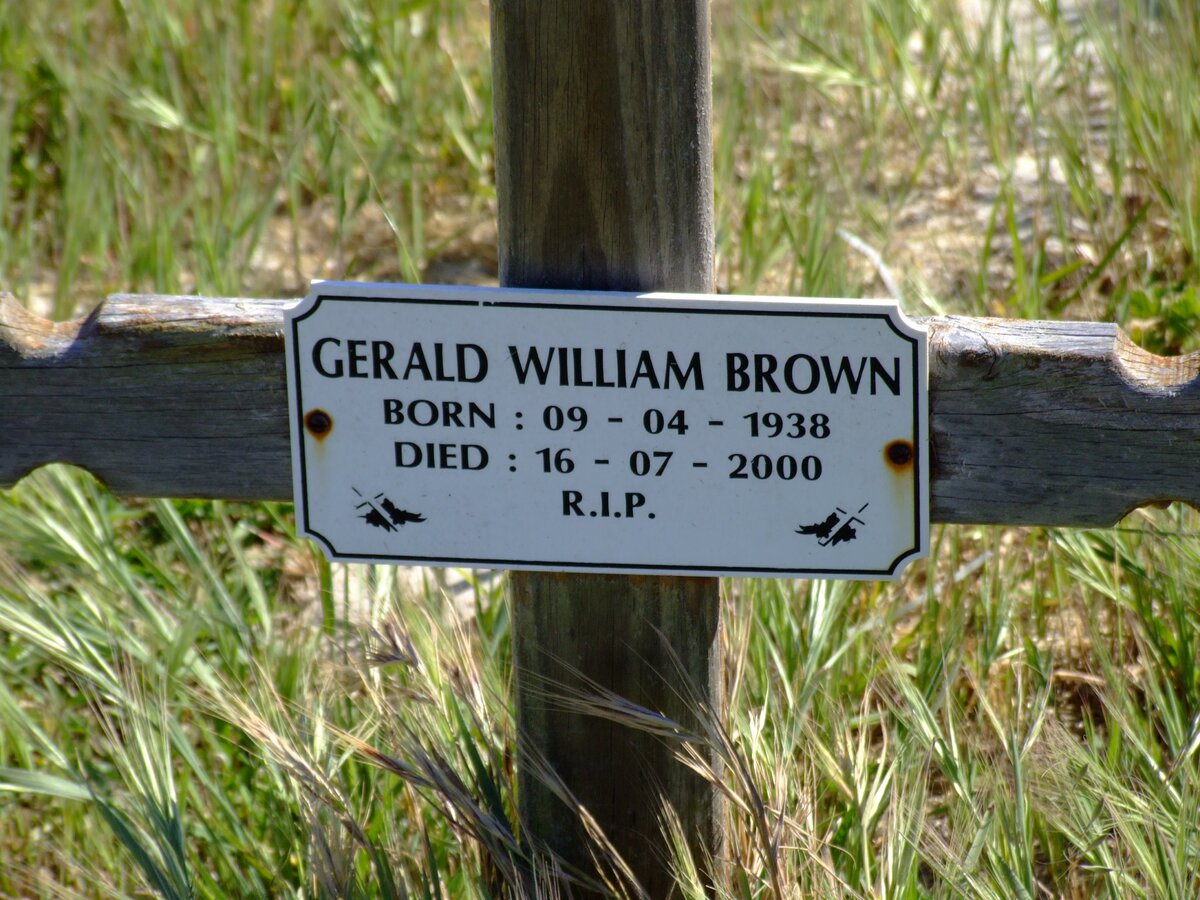 GERALD WILLIAM BROWN
BORN : 09 - 04 - 1938
DIED : 16 - 07 - 2000
R.I.P.